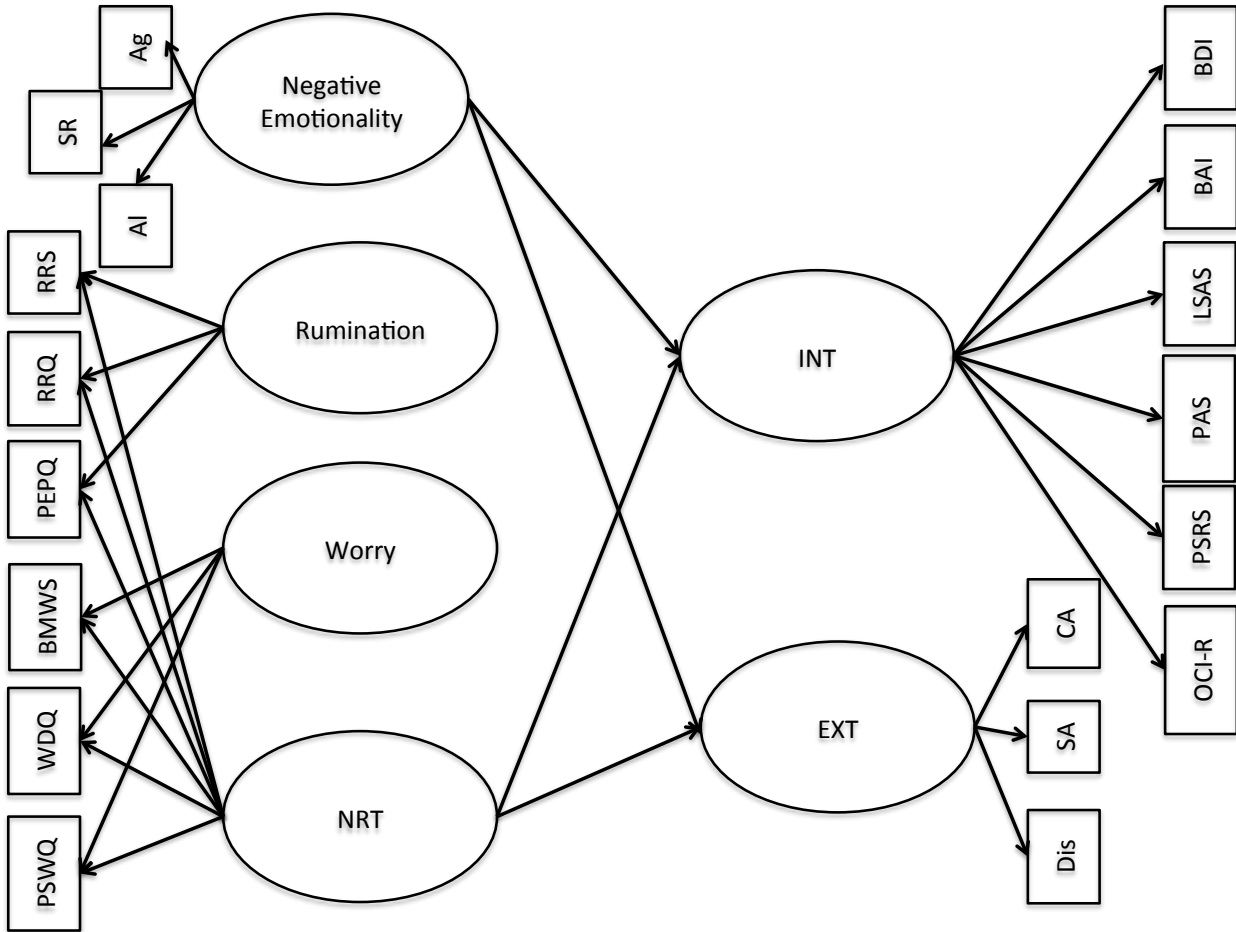 Ag
SR
Al
RRS
RRQ
PEPQ
BMWS
WDQ
PSWQ
Negative
Emotionality
Rumination
Worry
NRT
INT
EXT
BDI
BAI
LSAS
PAS
PSRS
OCI-R
CA
SA
Dis